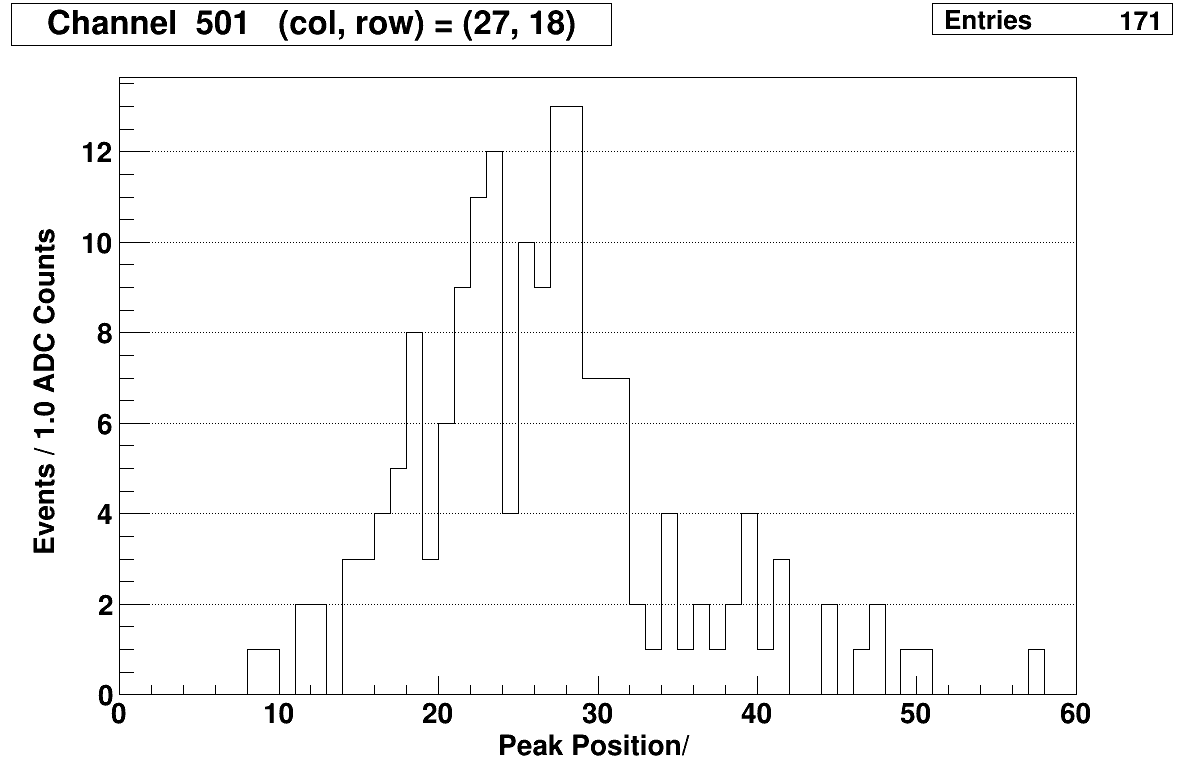 Channel 501 (col, row) = (27, 18)
Entries 171
Events / 1.0 ADC Counts
12
10
8
6
4
2
0
0 10 20 30 40 50 60
Peak Position/